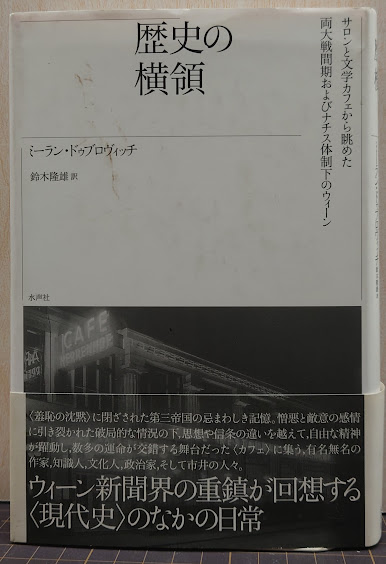 歴史の
横領
サロンと文学カフェから眺めた
両大戦間期およびナチス体制下のウィーン
ミーラン・ドゥブロヴィッチ
鈴木隆雄 訳
水声社
CAFE
〈羞恥の沈黙〉に閉ざされた第三帝国の忌まわしき記憶。憎悪と敵意の感情
に引き裂かれた破局的な情況の下、思想や信条の違いを越えて、自由な精神
が躍動し、数多の運命が交錯する舞台だった〈カフェ〉に集う、有名無名の
作家、知識人、文化人、政治家、そして市井の人々。
ウィーン新聞界の重鎮が回想する
〈現代史〉のなかの日常